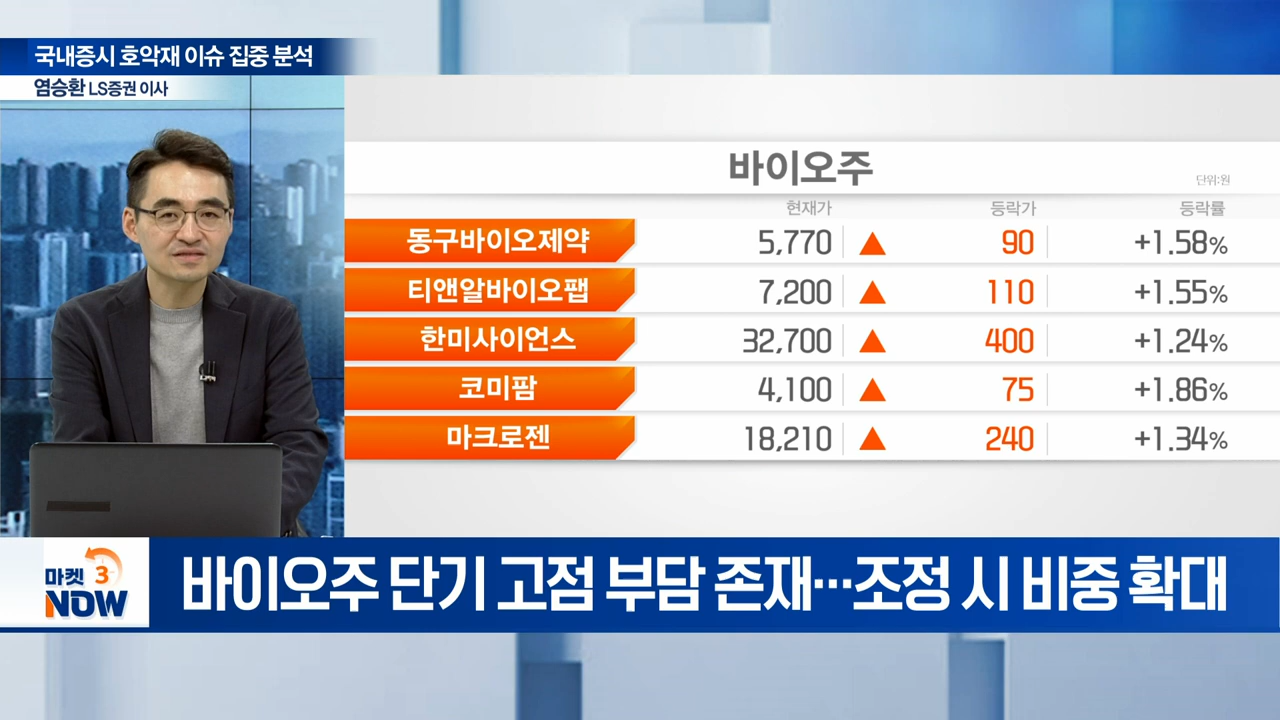 국내증시 호악재 이슈 집중 분석
염승환 LS증권 이사
바이오주
단위:원
현재가 등락가 등락률
동구바이오제약 5,770 ▲ 90 +1.58%
티앤알바이오팹 7,200 ▲ 110 +1.55%
한미사이언스 32,700 ▲ 400 +1.24%
코미팜 4,100 ▲ 75 +1.86%
마크로젠 18,210 ▲ 240 +1.34%
마켓 3
NOW
바이오주 단기 고점 부담 존재…조정 시 비중 확대